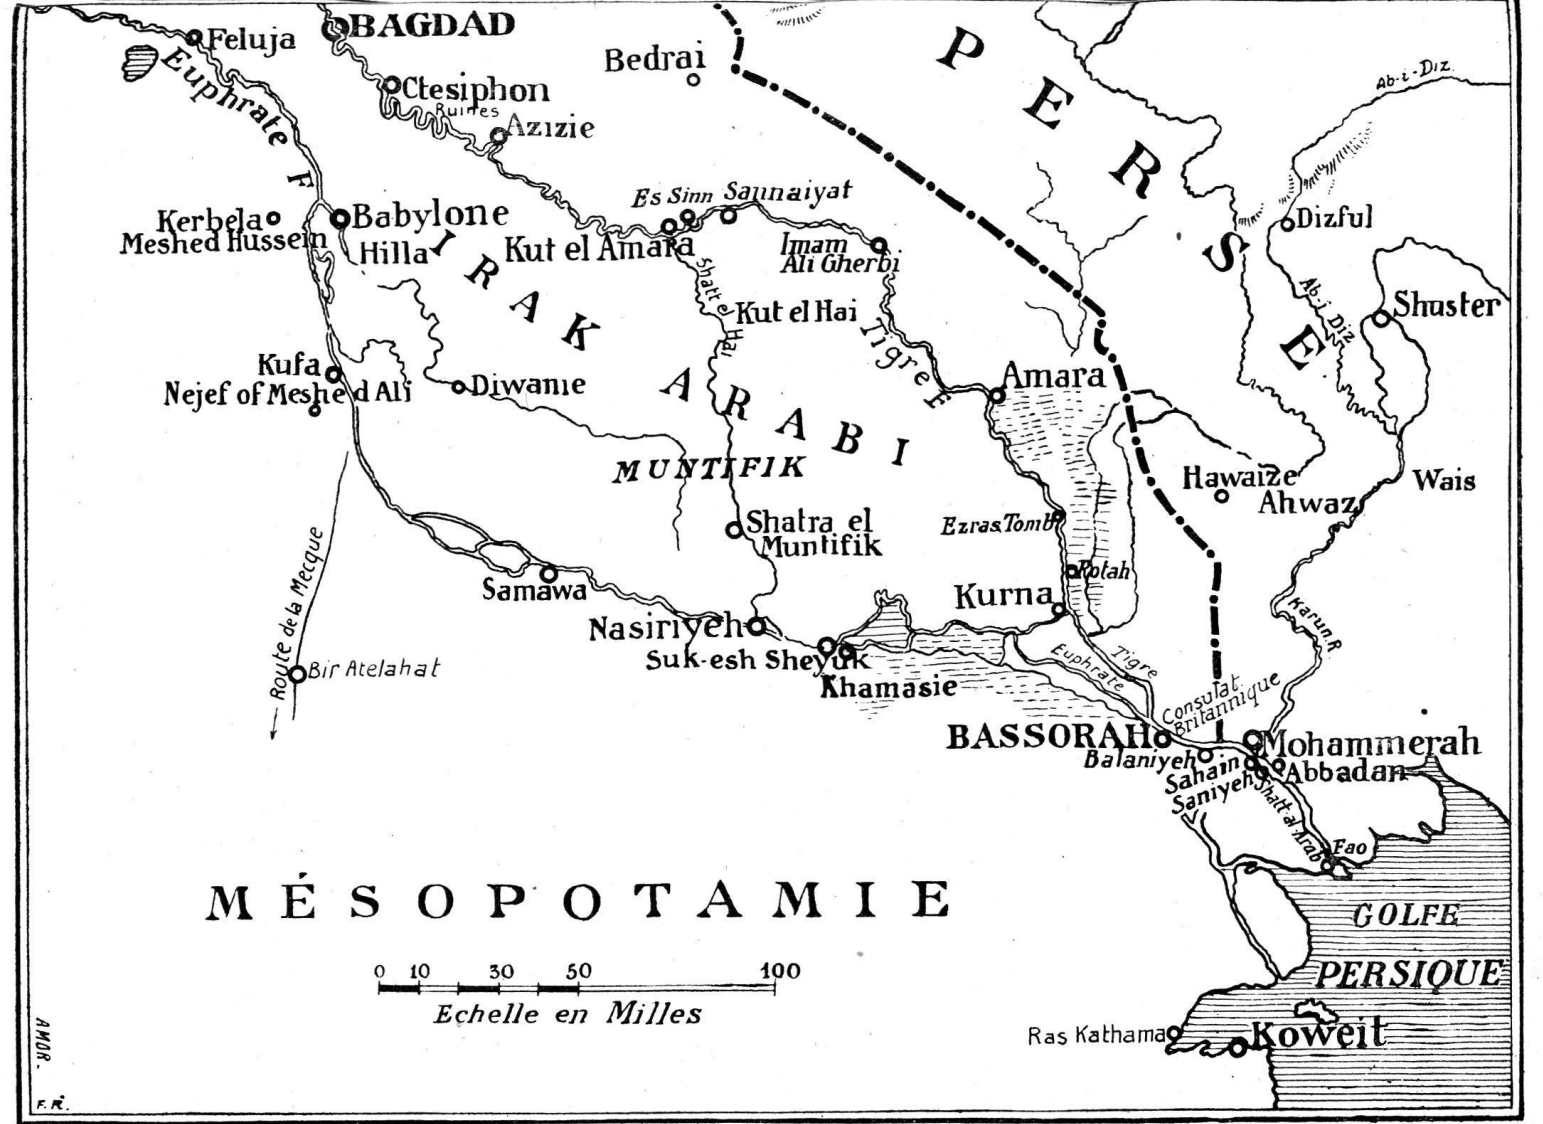 BAGDAD
Feluja
Euphrate F
Bedrai
PERSE
Ab-i-Diz.
Ctesiphon
Ruines
Azizie
Es Sinn
Sannaiyat
Kerbela
Meshed Hussein
Babylone
Hilla
Kut el Amara
Imam
Ali Gherbi
Dizful
IRAK ARABI
Shatt el Hai
Kut el Hai
Tigre F
Ab-i Diz
Shuster
Kufa
Nejef of Meshed Ali
Diwanie
Amara
MUNTIFIK
Hawaize
Ahwaz
Wais
Shatra el
Muntifik
Ezras Tomb
Rotah
Route de la Mecque
Samawa
Kurna
Karun R.
Nasiriyeh
Suk-esh Sheyuk
Khamasie
Bir Atelahat
Euphrate
Tigre
Consulat
Britannique
BASSORAH
Balaniyeh
Mohammerah
Abbadan
Sahain
Saniyeh
Shatt-al-Arab
Fao
MÉSOPOTAMIE
GOLFE
PERSIQUE
0 10 30 50 100
Echelle en Milles
Ras Kathama
Koweit
AMOR.
F. R.